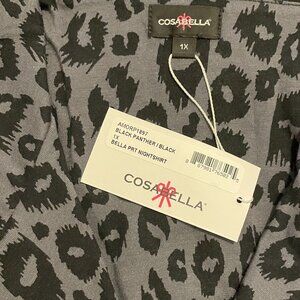 COSABELLA
1X
AMORP1897
BLACK PANTHER / BLACK
1X
BELLA PRT NIGHTSHIRT
COSABELLA